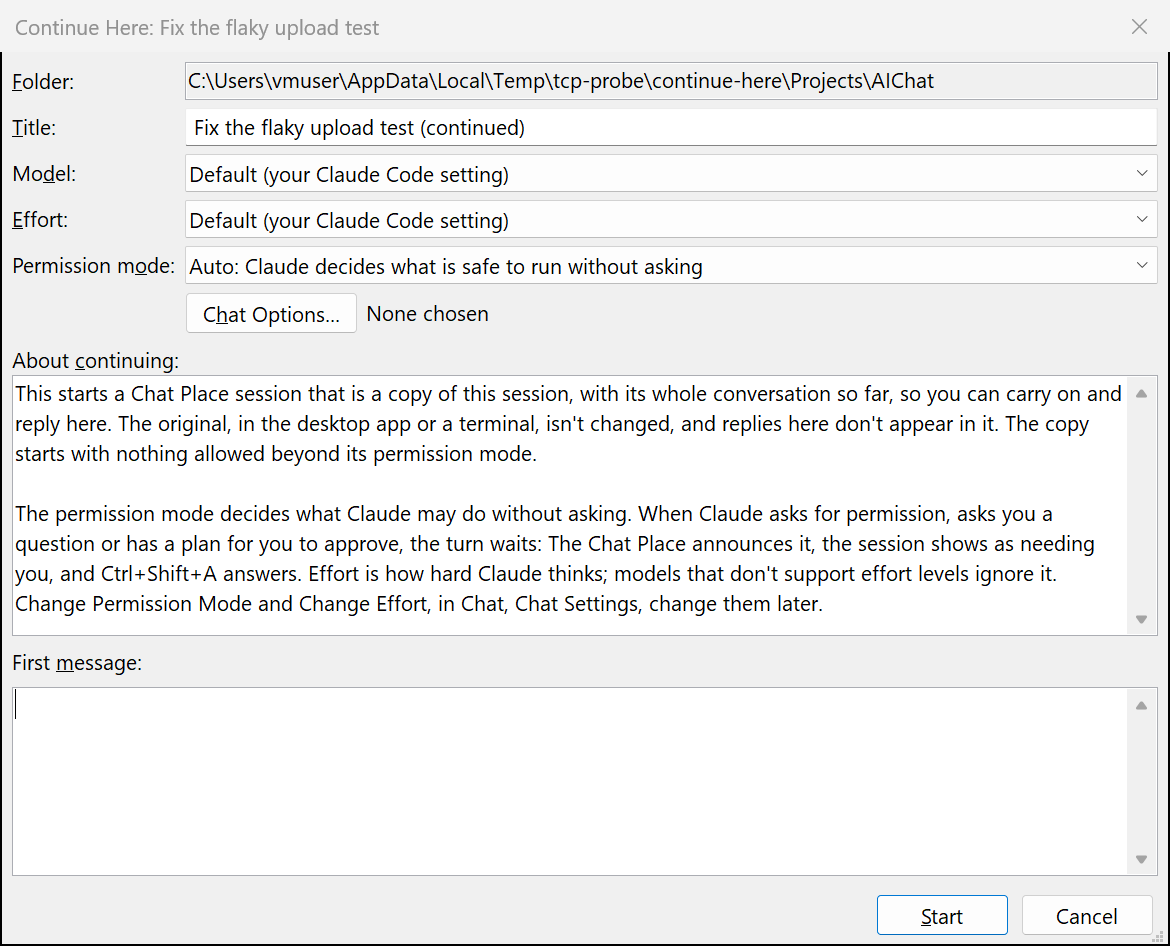 Continue Here: Fix the flaky upload test
Folder:
C:\Users\vmuser\AppData\Local\Temp\tcp-probe\continue-here\Projects\AIChat
Title:
Fix the flaky upload test (continued)
Model:
Default (your Claude Code setting)
Effort:
Default (your Claude Code setting)
Permission mode:
Auto: Claude decides what is safe to run without asking
Chat Options...
None chosen
About continuing:
This starts a Chat Place session that is a copy of this session, with its whole conversation so far, so you can carry on and
reply here. The original, in the desktop app or a terminal, isn't changed, and replies here don't appear in it. The copy
starts with nothing allowed beyond its permission mode.
The permission mode decides what Claude may do without asking. When Claude asks for permission, asks you a
question or has a plan for you to approve, the turn waits: The Chat Place announces it, the session shows as needing
you, and Ctrl+Shift+A answers. Effort is how hard Claude thinks; models that don't support effort levels ignore it.
Change Permission Mode and Change Effort, in Chat, Chat Settings, change them later.
First message:
Start
Cancel